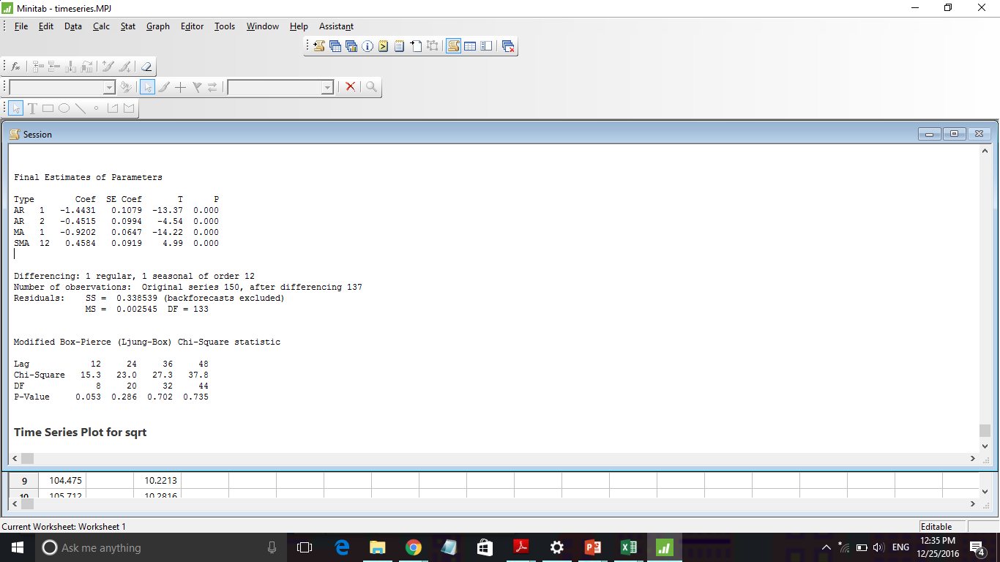 Minitab - timeseries.MPJ
File Edit Data Calc Stat Graph Editor Tools Window Help Assistant
Session
Final Estimates of Parameters
Type Coef SE Coef T P
AR 1 -1.4431 0.1079 -13.37 0.000
AR 2 -0.4515 0.0994 -4.54 0.000
MA 1 -0.9202 0.0647 -14.22 0.000
SMA 12 0.4584 0.0919 4.99 0.000
Differencing: 1 regular, 1 seasonal of order 12
Number of observations: Original series 150, after differencing 137
Residuals: SS = 0.338539 (backforecasts excluded)
MS = 0.002545 DF = 133
Modified Box-Pierce (Ljung-Box) Chi-Square statistic
Lag 12 24 36 48
Chi-Square 15.3 23.0 27.3 37.8
DF 8 20 32 44
P-Value 0.053 0.286 0.702 0.735
Time Series Plot for sqrt
9 104.475 10.2213
10 105.712 10.2816
Current Worksheet: Worksheet 1 Editable
Ask me anything ENG 12:35 PM
12/25/2016 4